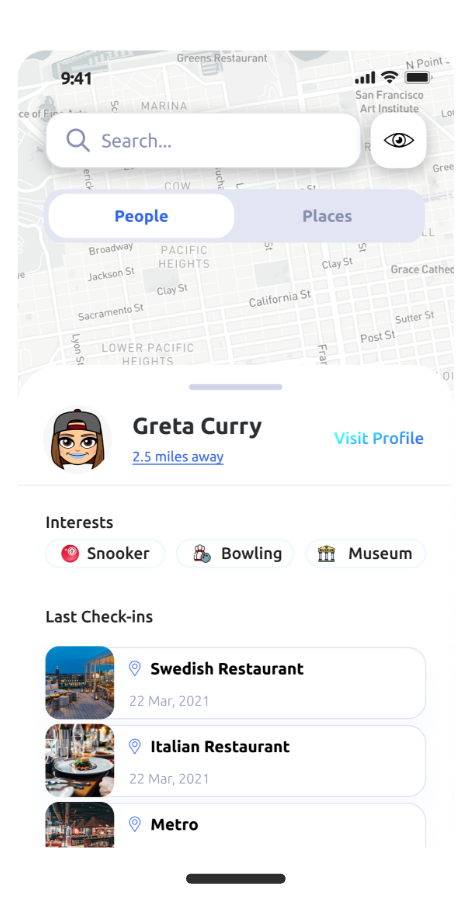 Greens Restaurant
N Point
9:41
San Francisco
Art Institute
MARINA
Search...
COW
People
Places
Broadway
PACIFIC
HEIGHTS
Clay St
Jackson St
Grace Cathed
Clay St
California St
Sacramento St
Sutter St
Post St
Lyon St
LOWER PACIFIC
HEIGHTS
Greta Curry
2.5 miles away
Visit Profile
Interests
Snooker
Bowling
Museum
Last Check-ins
Swedish Restaurant
22 Mar, 2021
Italian Restaurant
22 Mar, 2021
Metro